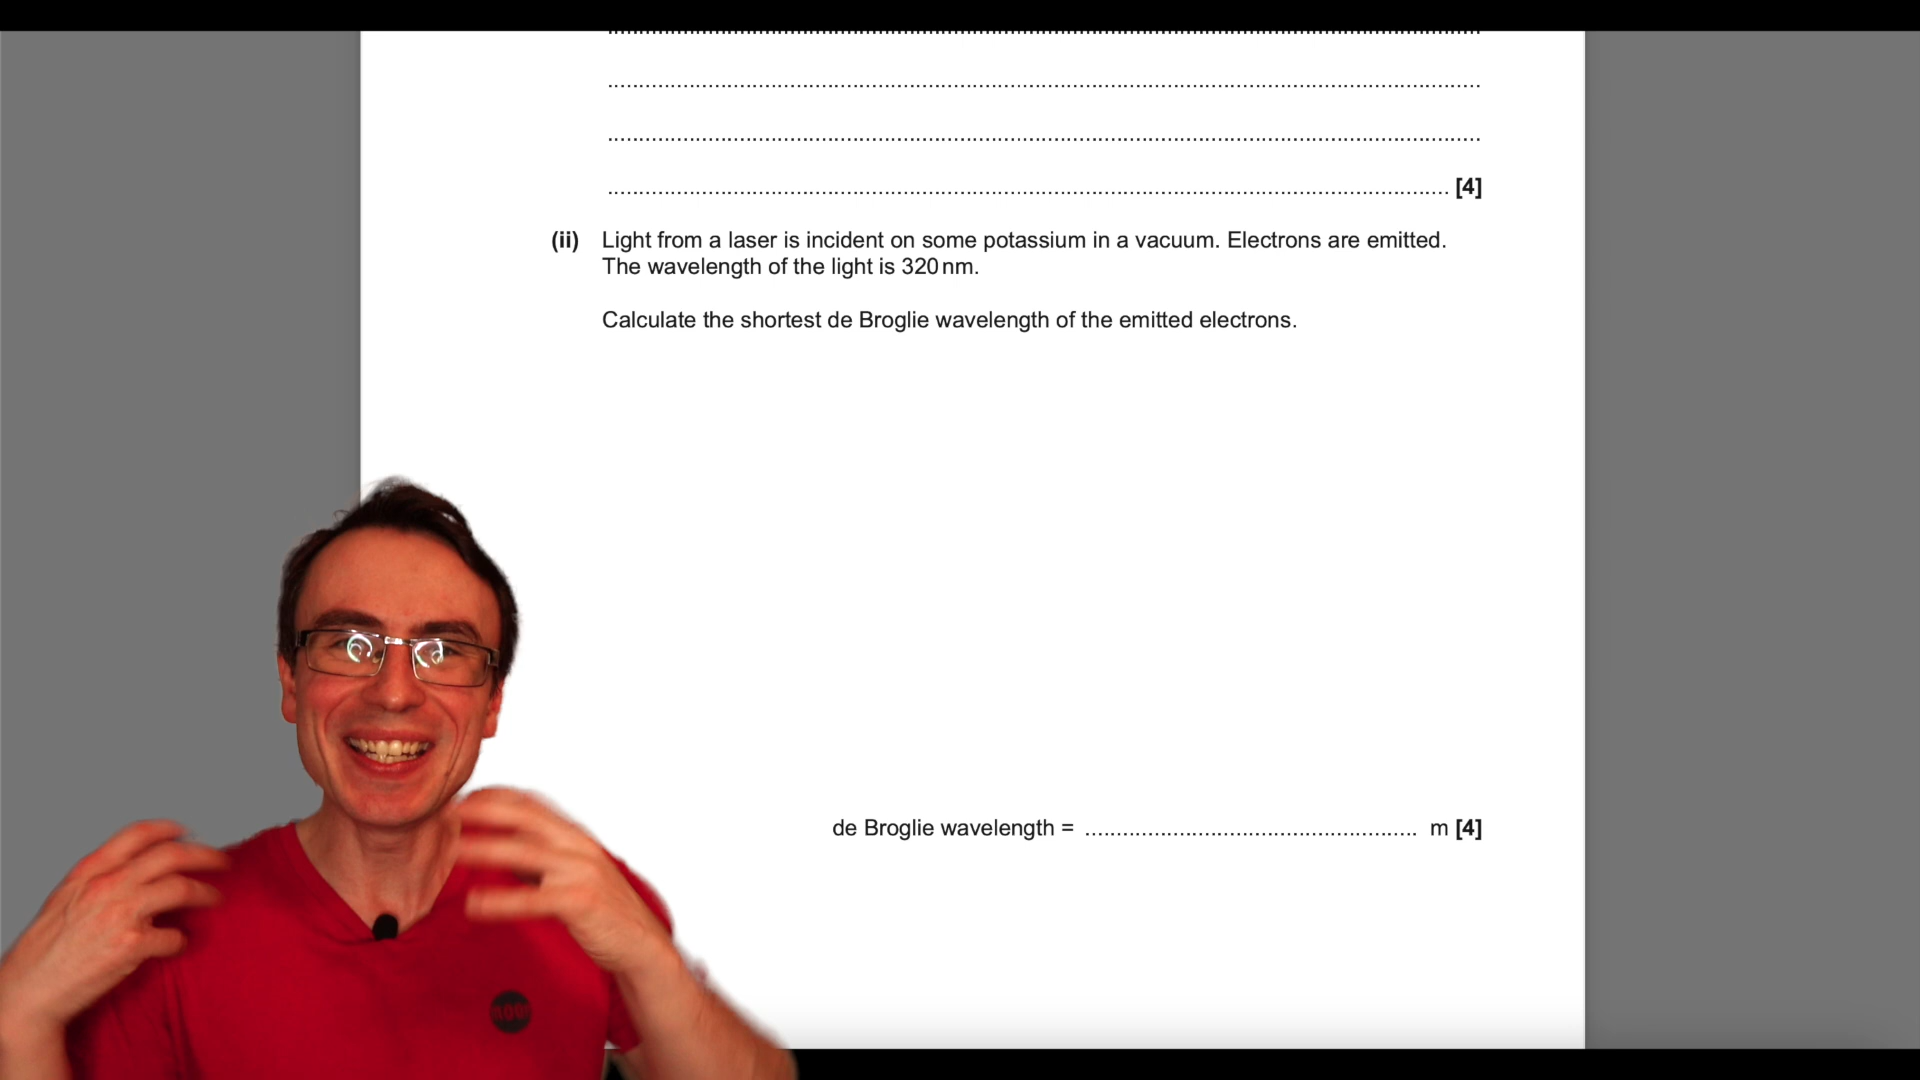 [4]
(ii) Light from a laser is incident on some potassium in a vacuum. Electrons are emitted.
The wavelength of the light is 320 nm.
Calculate the shortest de Broglie wavelength of the emitted electrons.
de Broglie wavelength = ...................................................... m [4]